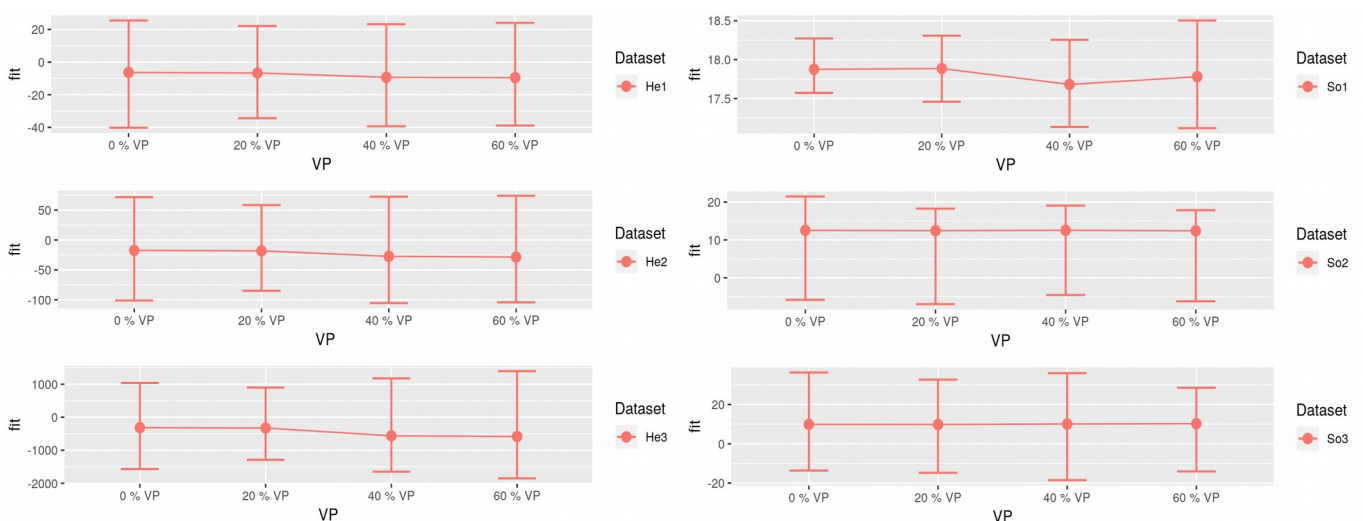 20
0
-20
-40
fit
0 % VP 20 % VP 40 % VP 60 % VP
VP
Dataset
He1
18.5
18.0
17.5
fit
0 % VP 20 % VP 40 % VP 60 % VP
VP
Dataset
So1
50
0
-50
-100
fit
0 % VP 20 % VP 40 % VP 60 % VP
VP
Dataset
He2
20
10
0
fit
0 % VP 20 % VP 40 % VP 60 % VP
VP
Dataset
So2
1000
0
-1000
-2000
fit
0 % VP 20 % VP 40 % VP 60 % VP
VP
Dataset
He3
20
0
-20
fit
0 % VP 20 % VP 40 % VP 60 % VP
VP
Dataset
So3